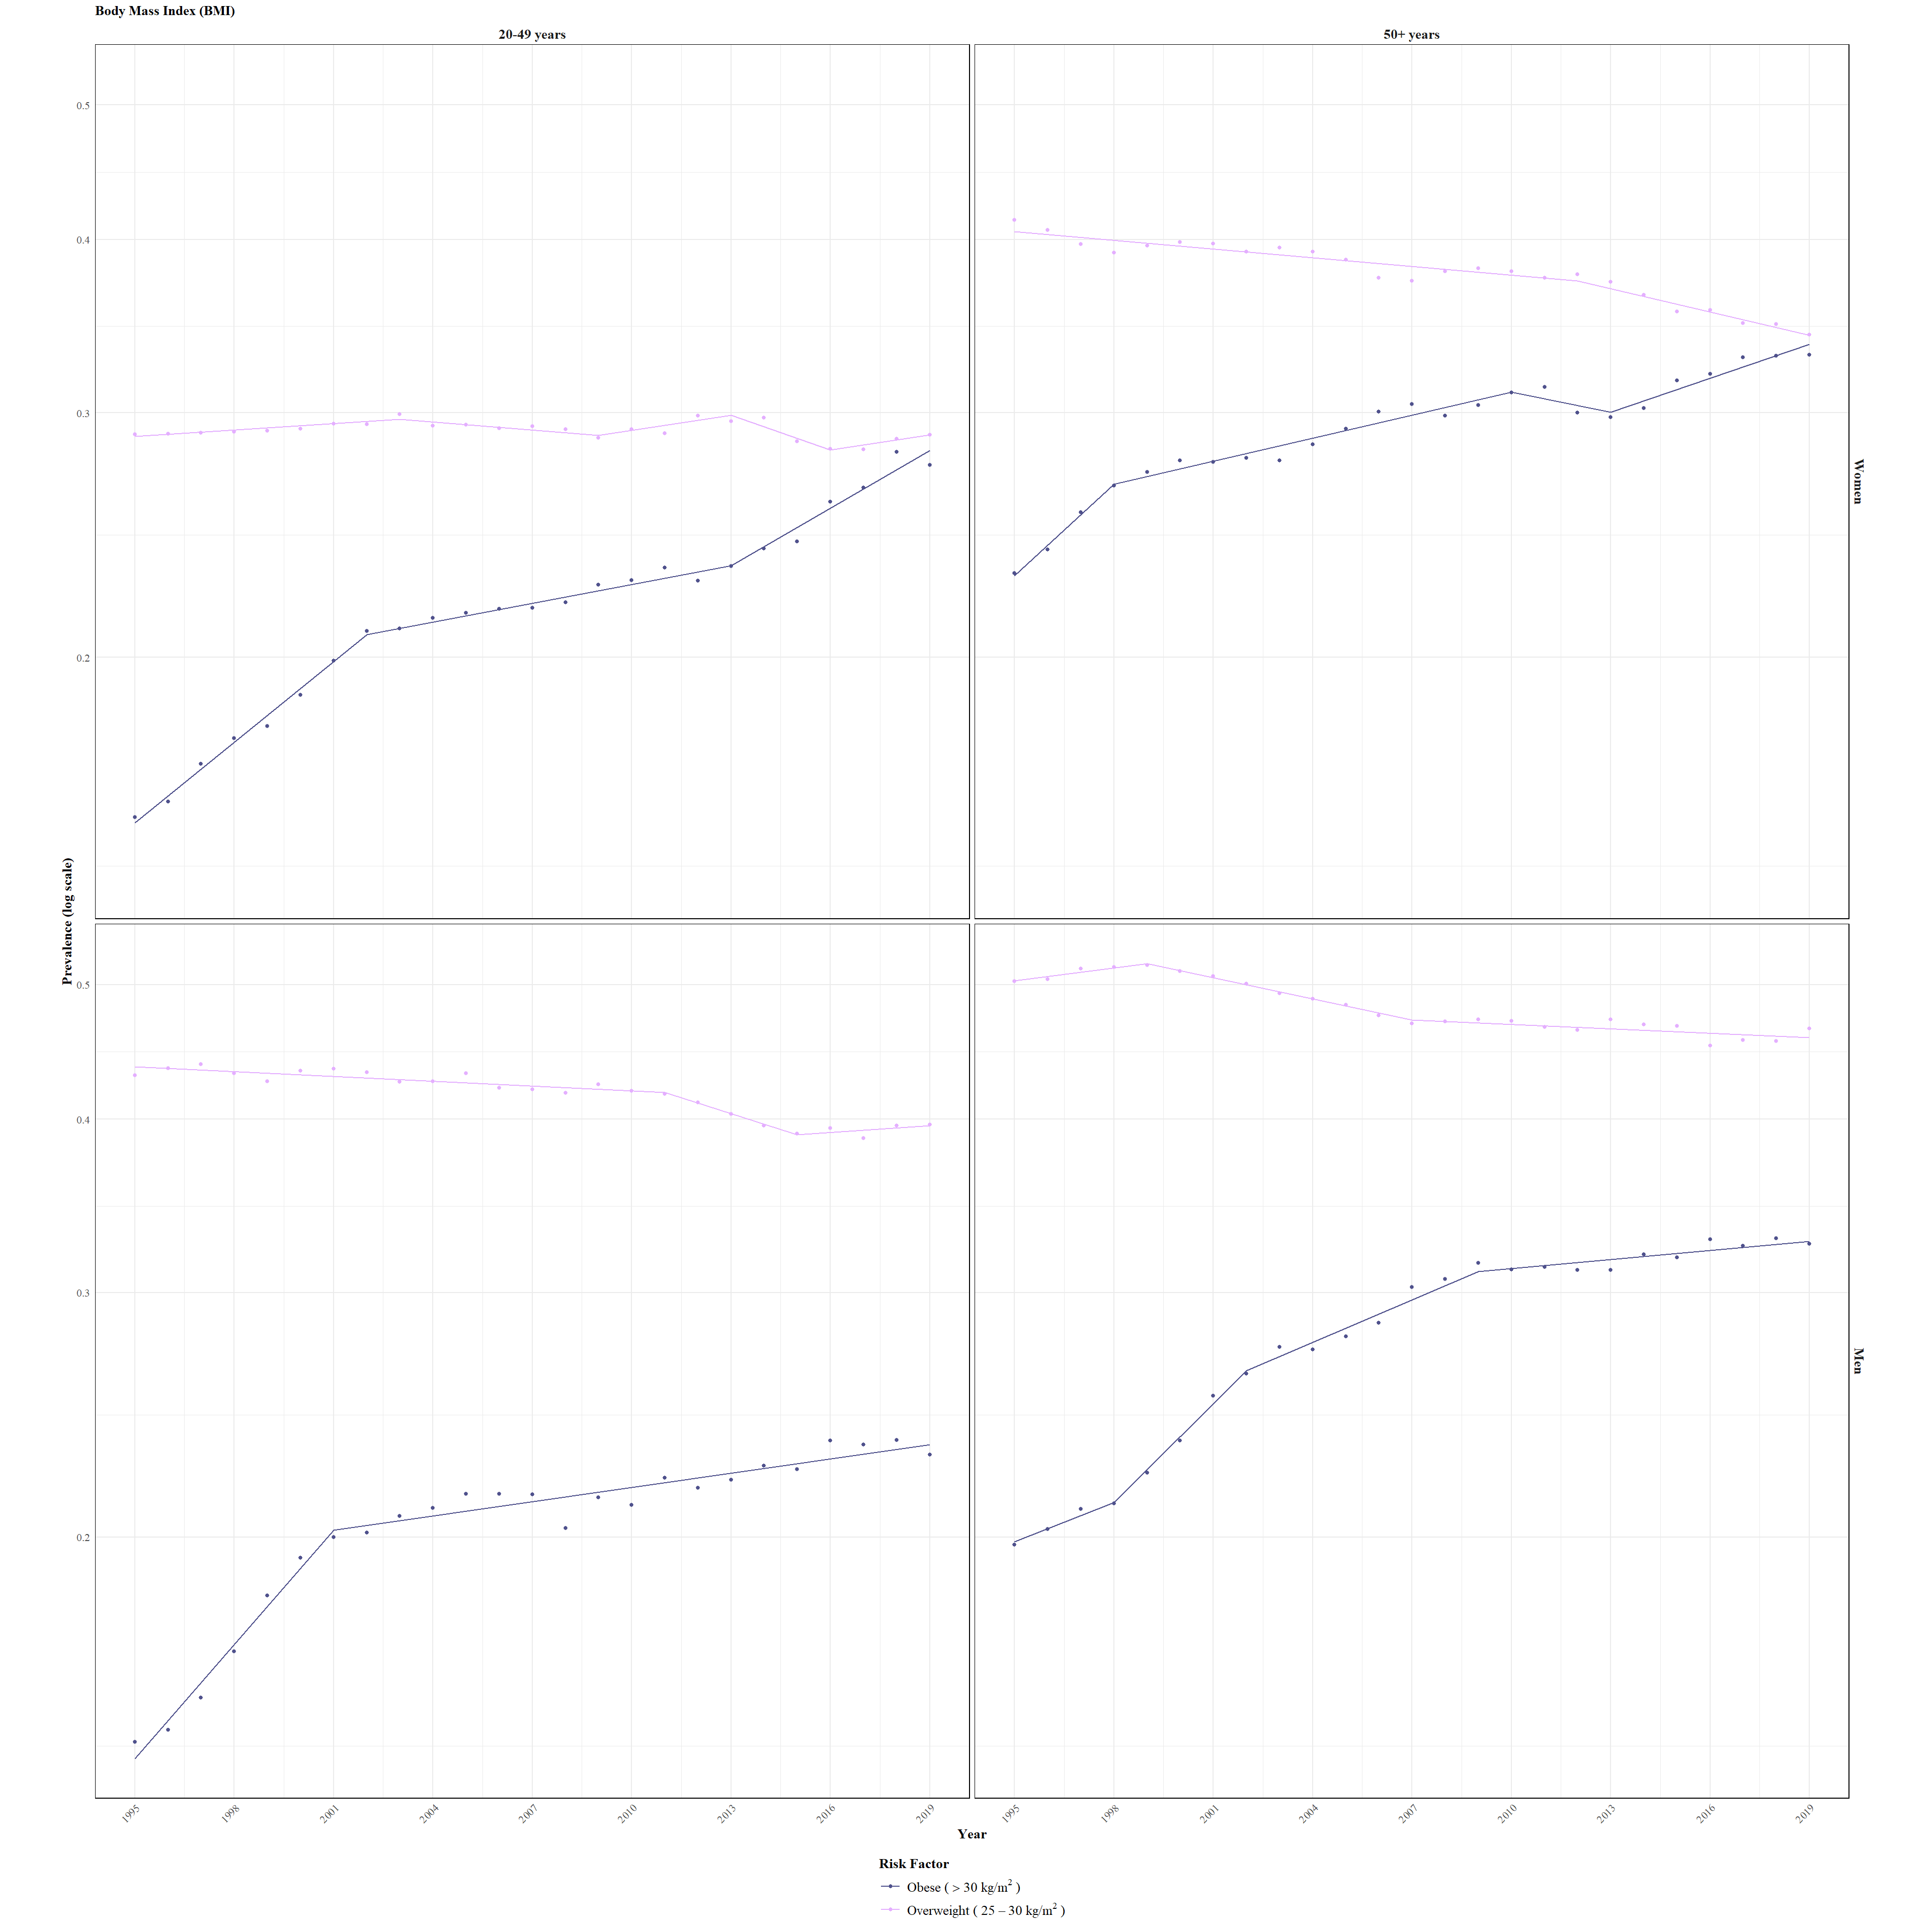 Body Mass Index (BMI)
20-49 years
50+ years
0.5
0.4
0.3
0.2
Women
Prevalence (log scale)
0.5
0.4
0.3
0.2
Men
1995
1998
2001
2004
2007
2010
2013
2016
2019
1995
1998
2001
2004
2007
2010
2013
2016
2019
Year
Risk Factor
Obese ( > 30 kg/m² )
Overweight ( 25 – 30 kg/m² )